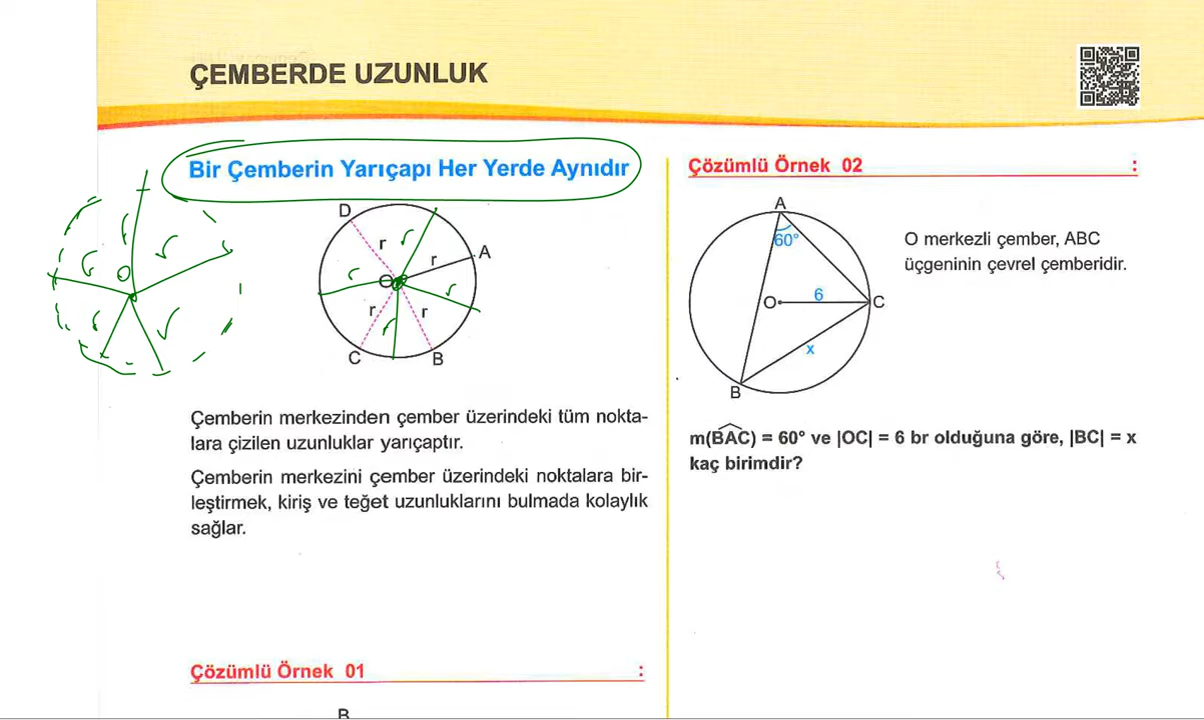 ÇEMBERDE UZUNLUK
Bir Çemberin Yarıçapı Her Yerde Aynıdır
D
r
r
r
A
O
r
r
r
r
r
C
B
r
r
r
r
r
O
Çemberin merkezinden çember üzerindeki tüm nokta-
lara çizilen uzunluklar yarıçaptır.
Çemberin merkezini çember üzerindeki noktalara bir-
leştirmek, kiriş ve teğet uzunluklarını bulmada kolaylık
sağlar.
Çözümlü Örnek 01 :
B
Çözümlü Örnek 02 :
A
60°
O
6
C
x
B
O merkezli çember, ABC
üçgeninin çevrel çemberidir.
m(BAC) = 60° ve |OC| = 6 br olduğuna göre, |BC| = x
kaç birimdir?